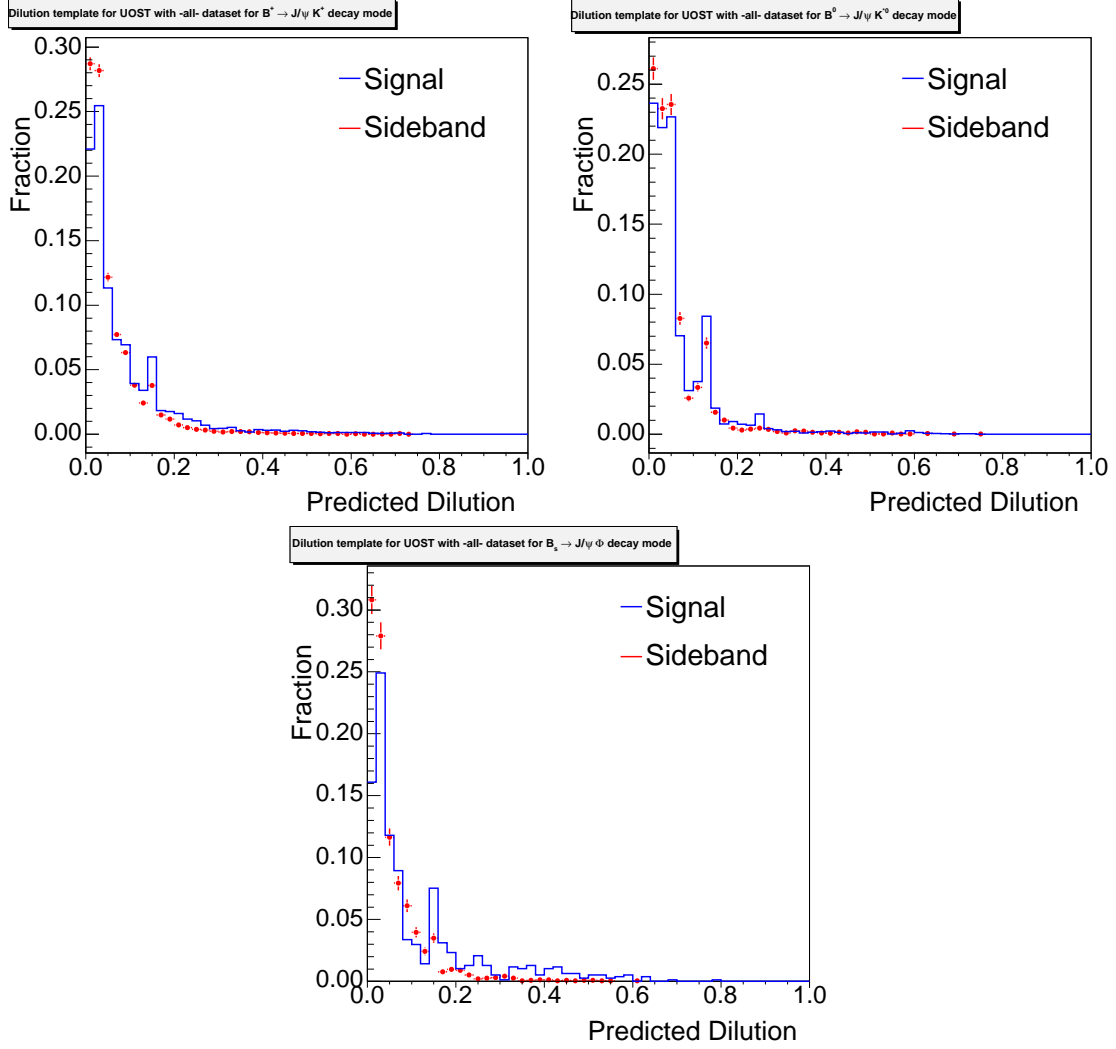 Dilution template for UOST with -all- dataset for B⁺ → J/ψ K⁺ decay mode
0.30
0.25
0.20
0.15
0.10
0.05
0.00
Fraction
Signal
Sideband
0.0 0.2 0.4 0.6 0.8 1.0
Predicted Dilution
Dilution template for UOST with -all- dataset for B⁰ → J/ψ K*⁰ decay mode
0.25
0.20
0.15
0.10
0.05
0.00
Fraction
Signal
Sideband
0.0 0.2 0.4 0.6 0.8 1.0
Predicted Dilution
Dilution template for UOST with -all- dataset for Bₛ → J/ψ Φ decay mode
0.30
0.25
0.20
0.15
0.10
0.05
0.00
Fraction
Signal
Sideband
0.0 0.2 0.4 0.6 0.8 1.0
Predicted Dilution